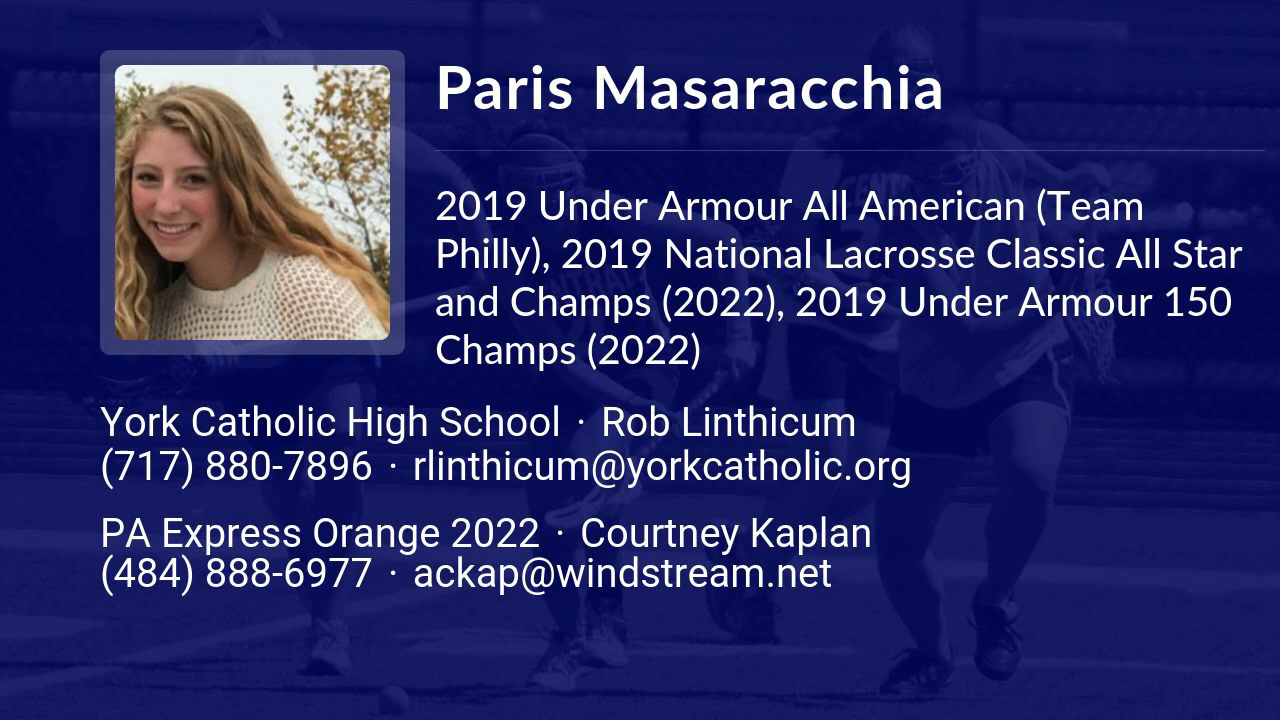 Paris Masaracchia
2019 Under Armour All American (Team
Philly), 2019 National Lacrosse Classic All Star
and Champs (2022), 2019 Under Armour 150
Champs (2022)
York Catholic High School · Rob Linthicum
(717) 880-7896 · rlinthicum@yorkcatholic.org
PA Express Orange 2022 · Courtney Kaplan
(484) 888-6977 · ackap@windstream.net